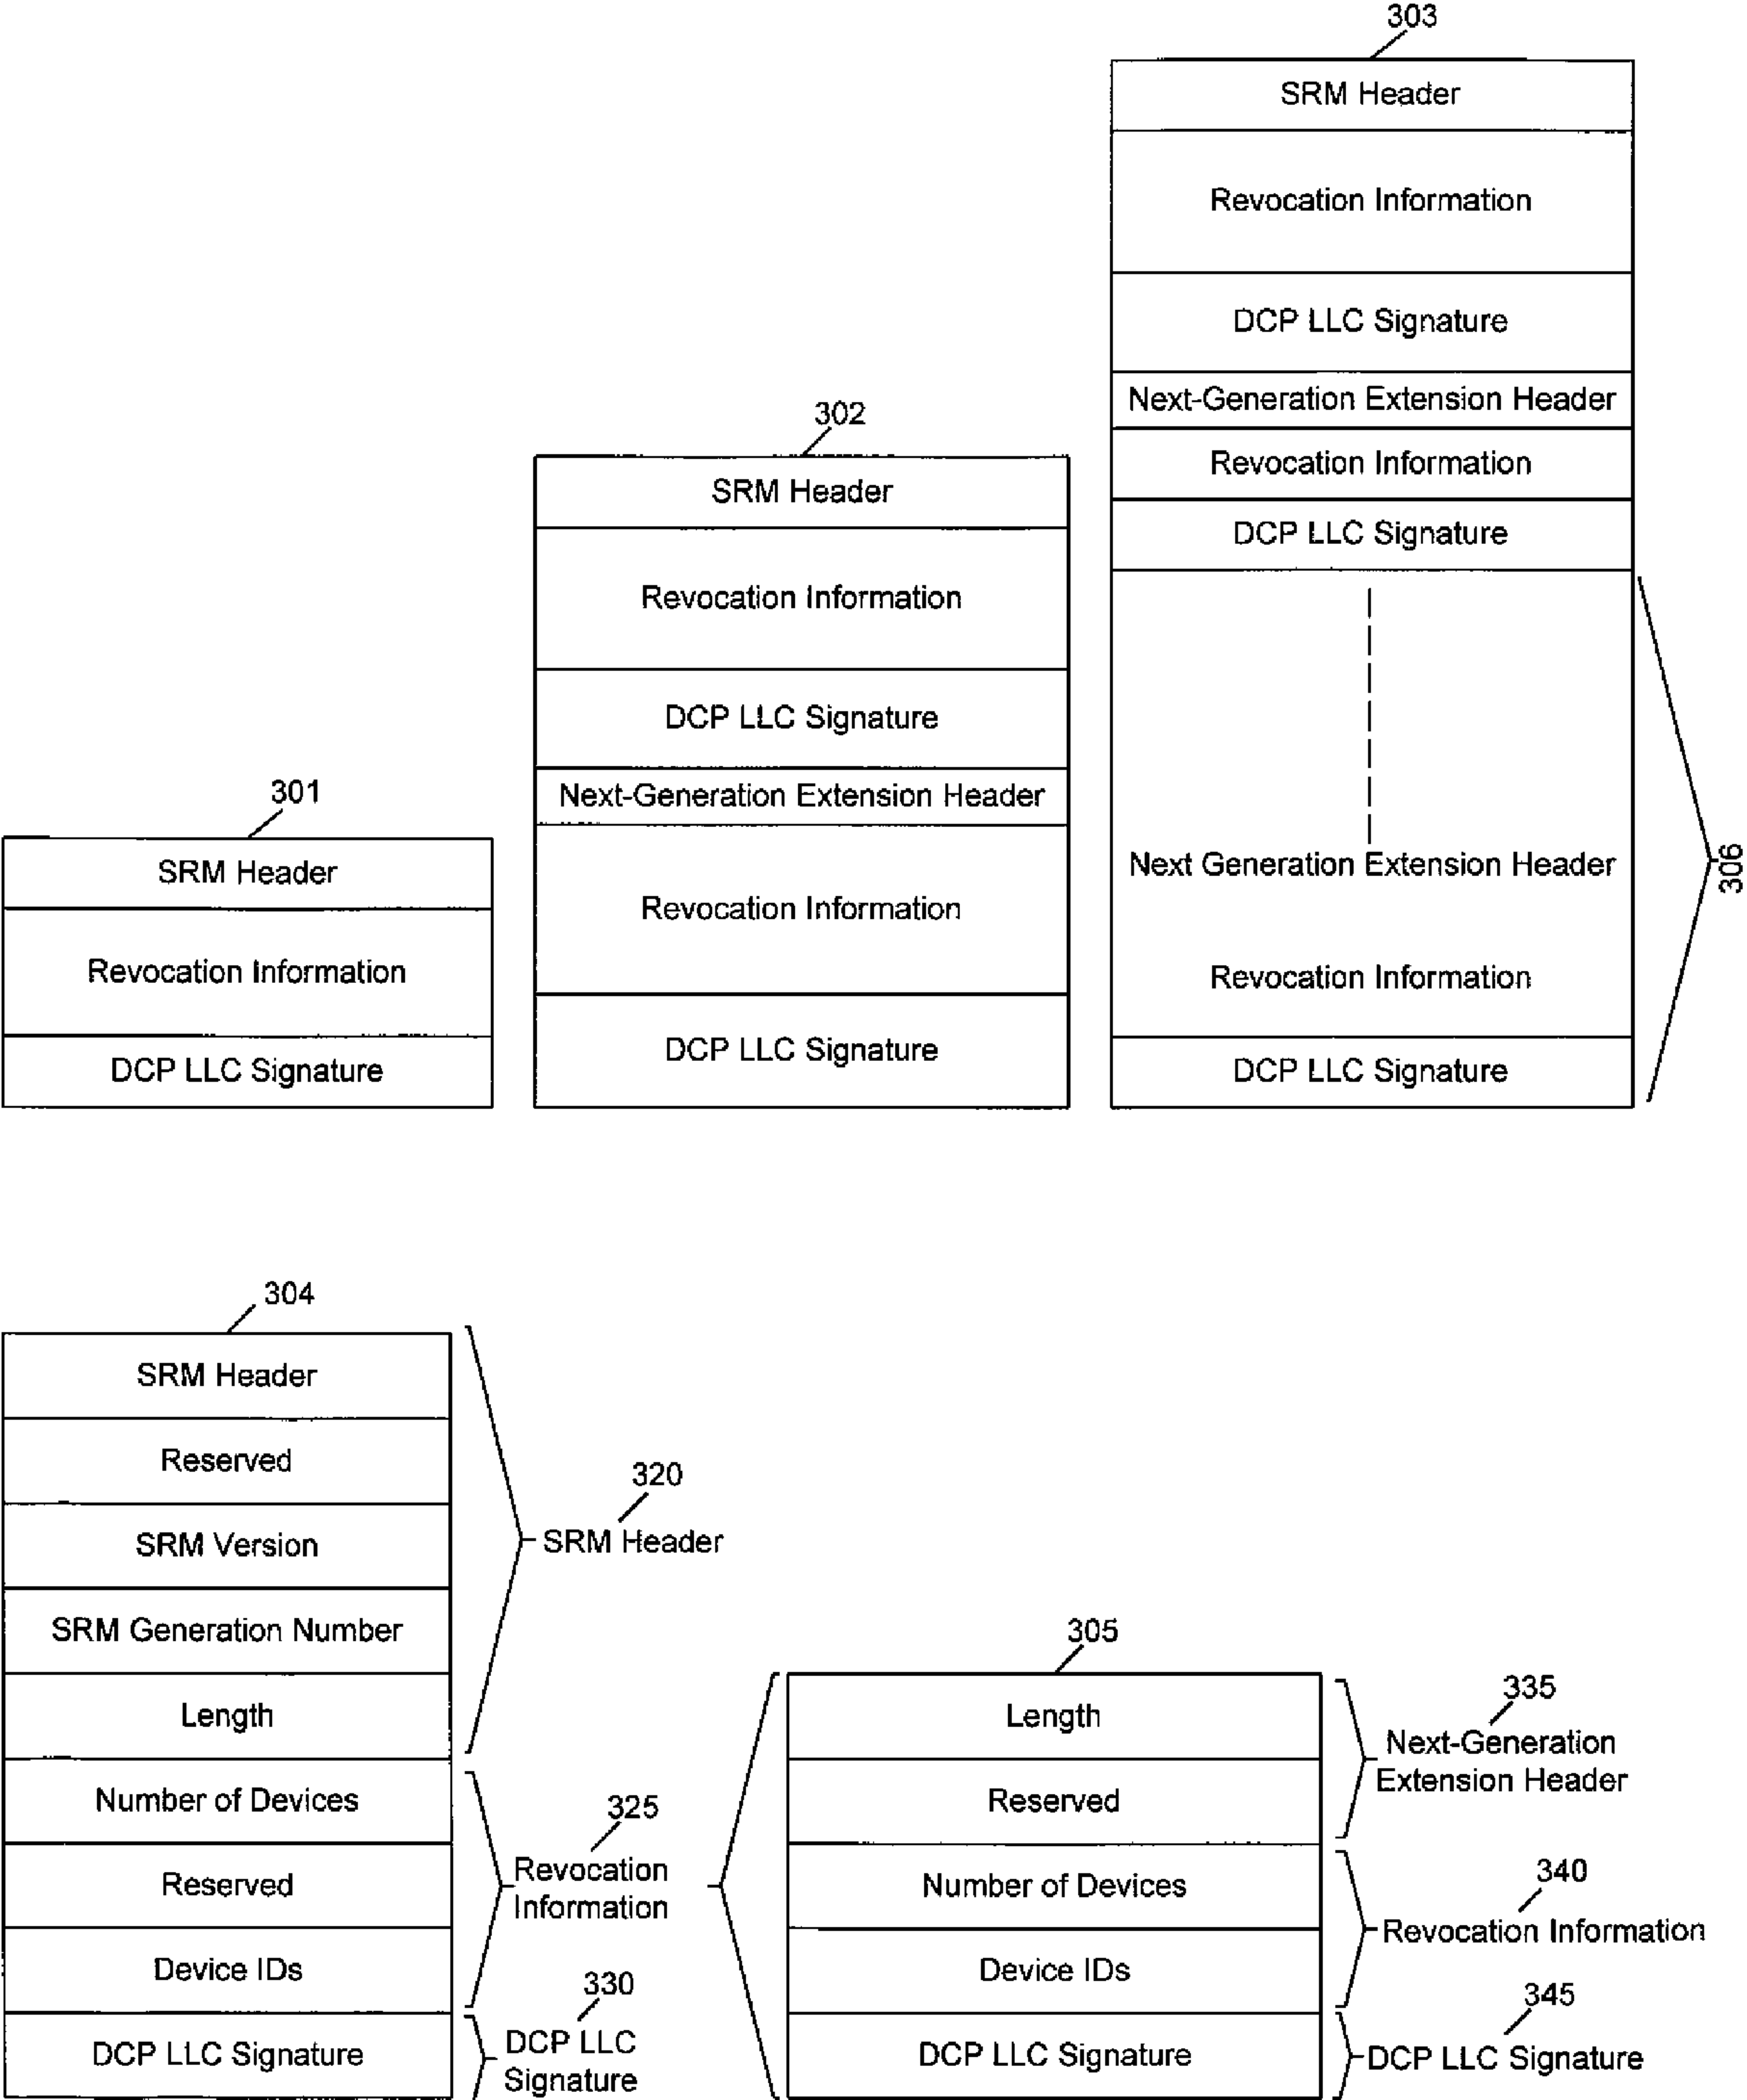 303
SRM Header
Revocation Information
DCP LLC Signature
Next-Generation Extension Header
Revocation Information
DCP LLC Signature
Next Generation Extension Header
Revocation Information
DCP LLC Signature
306
302
SRM Header
Revocation Information
DCP LLC Signature
Next-Generation Extension Header
Revocation Information
DCP LLC Signature
301
SRM Header
Revocation Information
DCP LLC Signature
304
SRM Header
Reserved
SRM Version
SRM Generation Number
Length
Number of Devices
Reserved
Device IDs
DCP LLC Signature
320
SRM Header
325
Revocation
Information
330
DCP LLC
Signature
305
Length
Reserved
Number of Devices
Device IDs
DCP LLC Signature
335
Next-Generation
Extension Header
340
Revocation Information
345
DCP LLC Signature